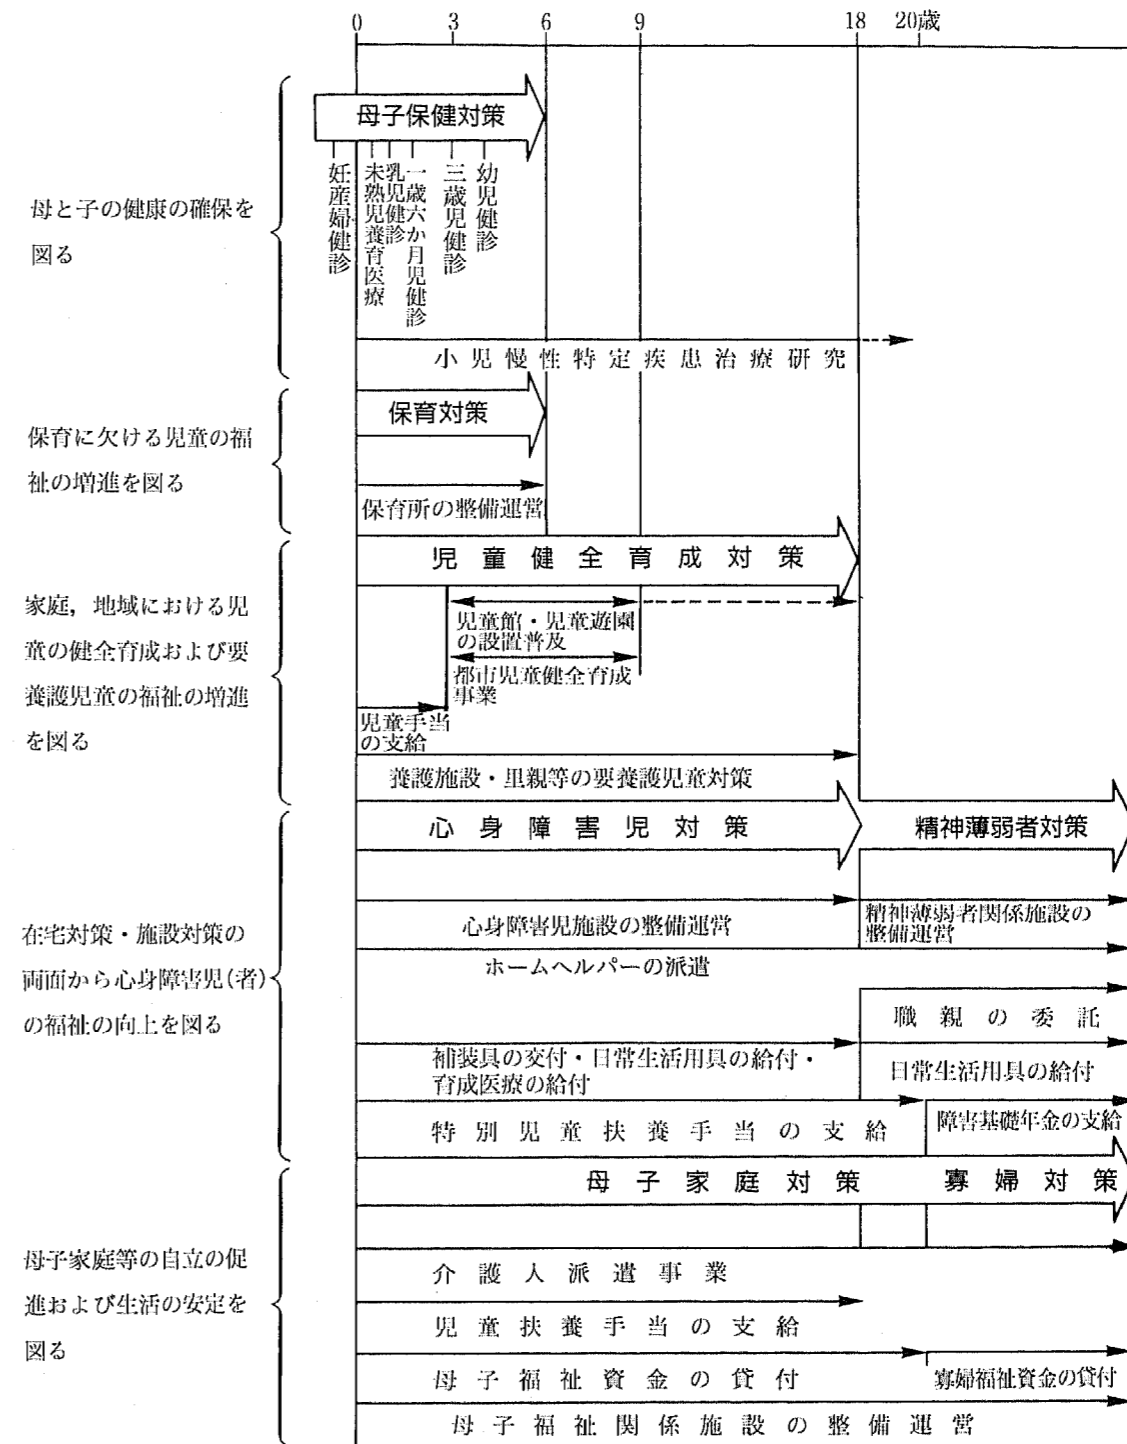 0 3 6 9 18 20歳
母と子の健康の確保を
図る
母子保健対策
妊産婦健診
未熟児養育医療
乳児健診
一歳六か月児健診
三歳児健診
幼児健診
小児慢性特定疾患治療研究
保育に欠ける児童の福
祉の増進を図る
保育対策
保育所の整備運営
家庭，地域における児
童の健全育成および要
養護児童の福祉の増進
を図る
児童健全育成対策
児童館・児童遊園
の設置普及
都市児童健全育成
事業
児童手当
の支給
養護施設・里親等の要養護児童対策
在宅対策・施設対策の
両面から心身障害児(者)
の福祉の向上を図る
心身障害児対策
精神薄弱者対策
心身障害児施設の整備運営
精神薄弱者関係施設の
整備運営
ホームヘルパーの派遣
職親の委託
補装具の交付・日常生活用具の給付・
育成医療の給付
日常生活用具の給付
特別児童扶養手当の支給
障害基礎年金の支給
母子家庭等の自立の促
進および生活の安定を
図る
母子家庭対策
寡婦対策
介護人派遣事業
児童扶養手当の支給
母子福祉資金の貸付
寡婦福祉資金の貸付
母子福祉関係施設の整備運営